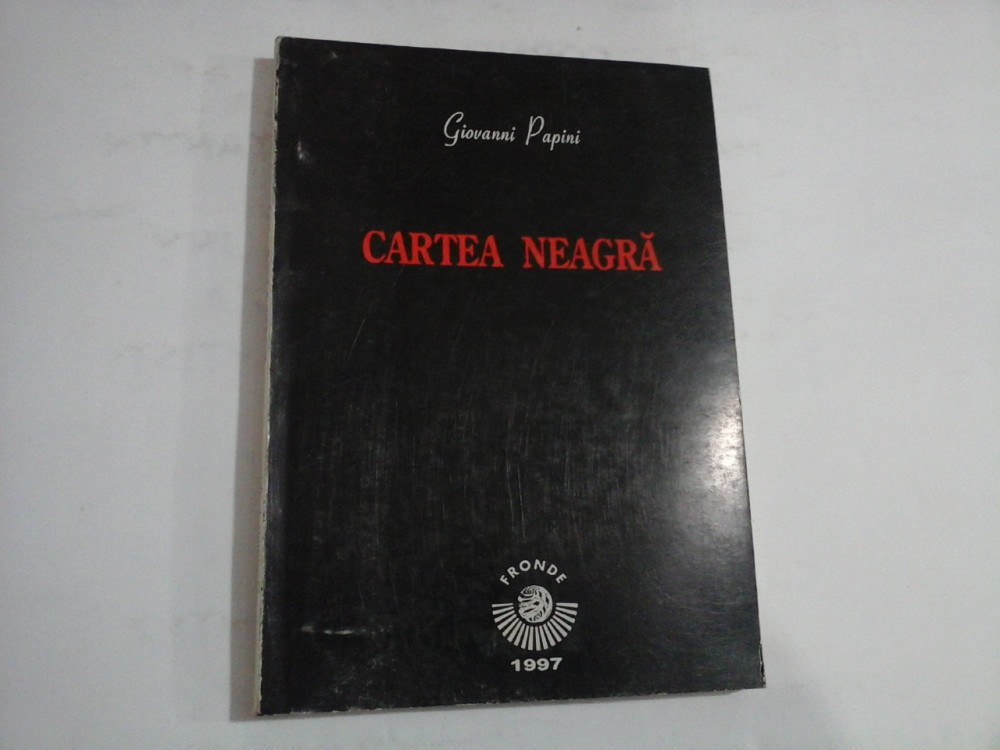 Giovanni Papini
CARTEA NEAGRĂ
FRONDE
1997